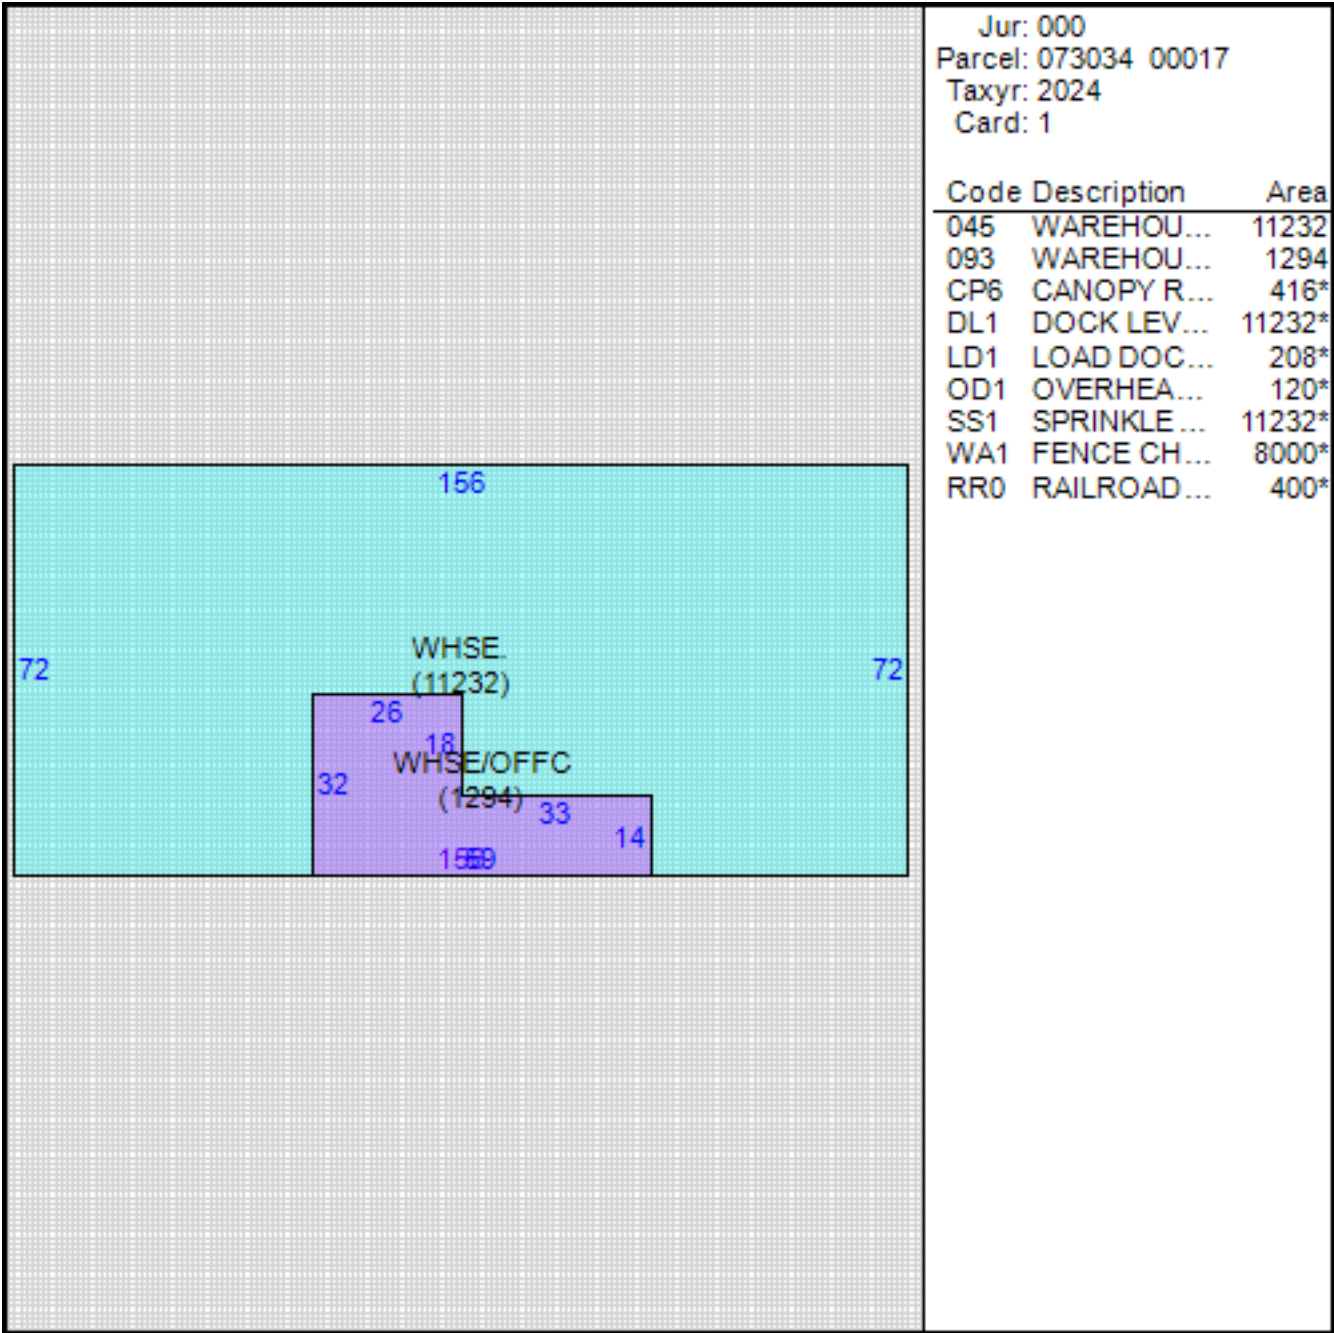 Jur: 000
Parcel: 073034 00017
Taxyr: 2024
Card: 1
Code Description Area
045 WAREHOU... 11232
093 WAREHOU... 1294
CP6 CANOPY R... 416*
DL1 DOCK LEV... 11232*
LD1 LOAD DOC... 208*
OD1 OVERHEA... 120*
SS1 SPRINKLE... 11232*
WA1 FENCE CH... 8000*
RR0 RAILROAD... 400*
156
WHSE.
72 72
(11232)
26
18
WHSE/OFFC
32
(1294)
33
14